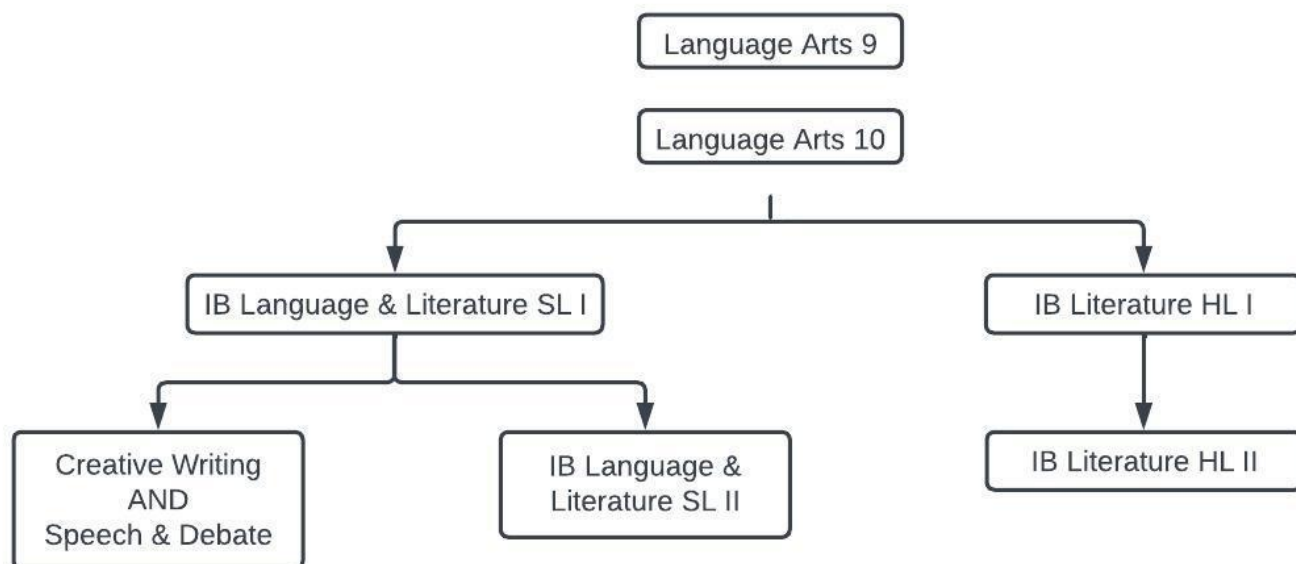 Language Arts 9
Language Arts 10
IB Language & Literature SL I
IB Literature HL I
Creative Writing
AND
Speech & Debate
IB Language &
Literature SL II
IB Literature HL II